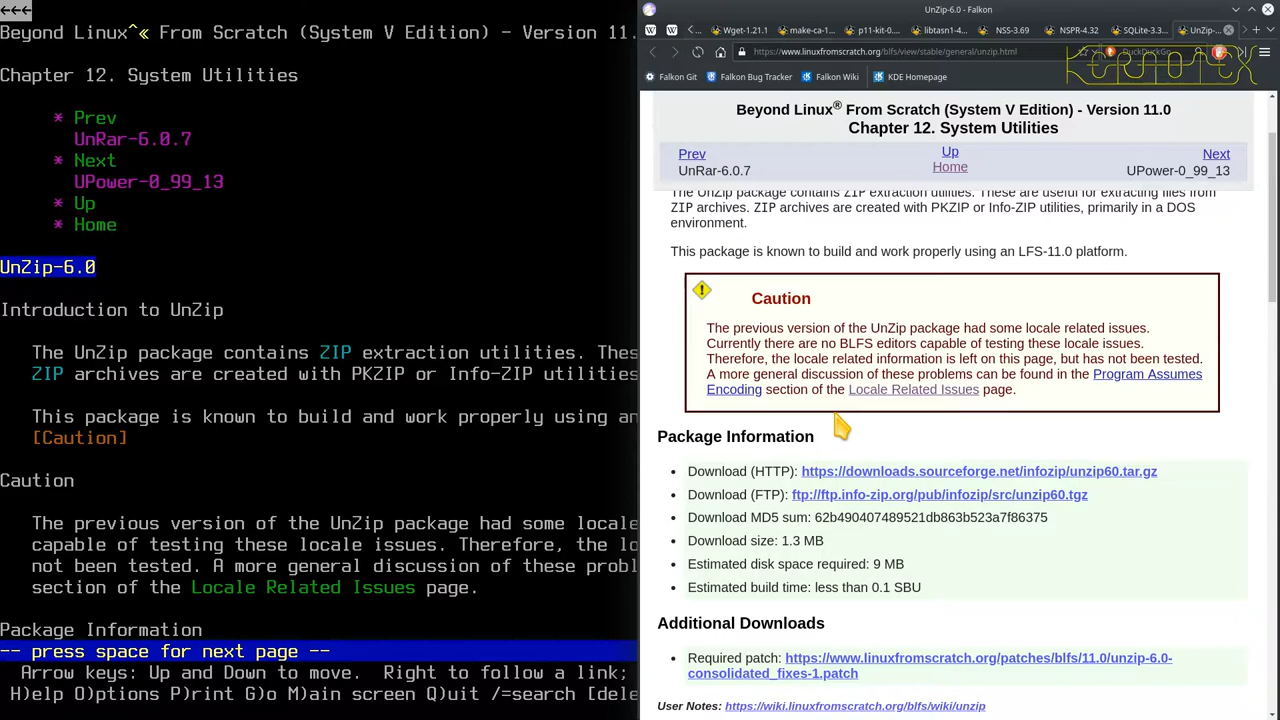 ←←←
Beyond Linux^« From Scratch (System V Edition) - Version 11.
Chapter 12. System Utilities
* Prev
UnRar-6.0.7
* Next
UPower-0_99_13
* Up
* Home
UnZip-6.0
Introduction to UnZip
The UnZip package contains ZIP extraction utilities. These
ZIP archives are created with PKZIP or Info-ZIP utilities
This package is known to build and work properly using an
[Caution]
Caution
The previous version of the UnZip package had some locale
capable of testing these locale issues. Therefore, the lo
not been tested. A more general discussion of these probl
section of the Locale Related Issues page.
Package Information
-- press space for next page --
Arrow keys: Up and Down to move. Right to follow a link;
H)elp O)ptions P)rint G)o M)ain screen Q)uit /=search [dele
UnZip-6.0 - Falkon
Wget-1.21.1
make-ca-1...
p11-kit-0....
libtasn1-4...
NSS-3.69
NSPR-4.32
SQLite-3.3...
UnZip-...
https://www.linuxfromscratch.org/blfs/view/stable/general/unzip.html
DuckDuckGo
Falkon Git
Falkon Bug Tracker
Falkon Wiki
KDE Homepage
Beyond Linux® From Scratch (System V Edition) - Version 11.0
Chapter 12. System Utilities
Prev
Up
Next
UnRar-6.0.7
Home
UPower-0_99_13
The UnZip package contains ZIP extraction utilities. These are useful for extracting files from
ZIP archives. ZIP archives are created with PKZIP or Info-ZIP utilities, primarily in a DOS
environment.
This package is known to build and work properly using an LFS-11.0 platform.
Caution
The previous version of the UnZip package had some locale related issues.
Currently there are no BLFS editors capable of testing these locale issues.
Therefore, the locale related information is left on this page, but has not been tested.
A more general discussion of these problems can be found in the Program Assumes
Encoding section of the Locale Related Issues page.
Package Information
Download (HTTP): https://downloads.sourceforge.net/infozip/unzip60.tar.gz
Download (FTP): ftp://ftp.info-zip.org/pub/infozip/src/unzip60.tgz
Download MD5 sum: 62b490407489521db863b523a7f86375
Download size: 1.3 MB
Estimated disk space required: 9 MB
Estimated build time: less than 0.1 SBU
Additional Downloads
Required patch: https://www.linuxfromscratch.org/patches/blfs/11.0/unzip-6.0-
consolidated_fixes-1.patch
User Notes: https://wiki.linuxfromscratch.org/blfs/wiki/unzip